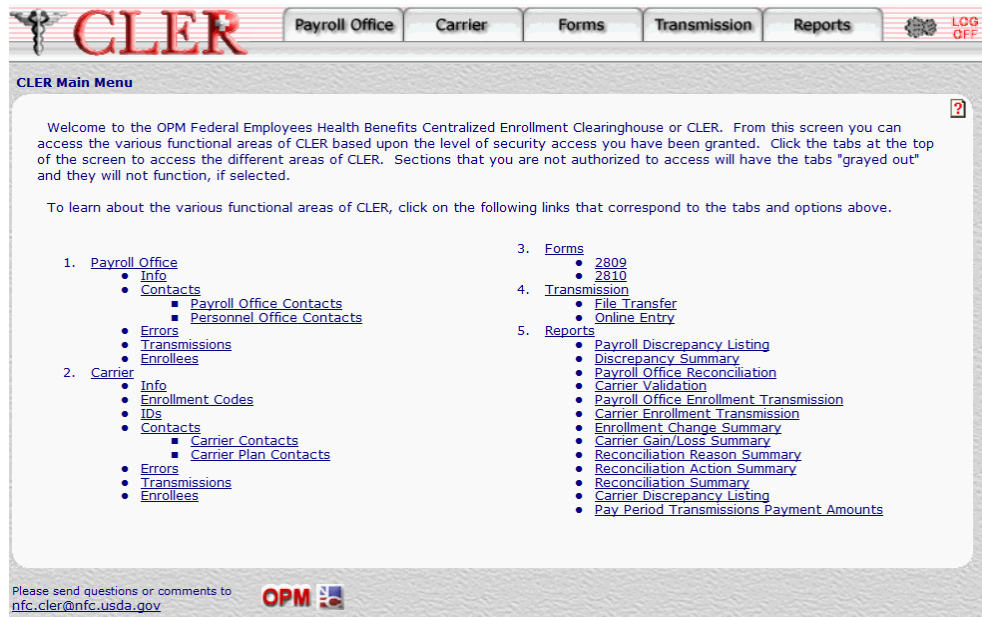 CLER
Payroll Office
Carrier
Forms
Transmission
Reports
LOG
OFF
CLER Main Menu
?
Welcome to the OPM Federal Employees Health Benefits Centralized Enrollment Clearinghouse or CLER. From this screen you can
access the various functional areas of CLER based upon the level of security access you have been granted. Click the tabs at the top
of the screen to access the different areas of CLER. Sections that you are not authorized to access will have the tabs "grayed out"
and they will not function, if selected.
To learn about the various functional areas of CLER, click on the following links that correspond to the tabs and options above.
1. Payroll Office
• Info
• Contacts
▪ Payroll Office Contacts
▪ Personnel Office Contacts
• Errors
• Transmissions
• Enrollees
2. Carrier
• Info
• Enrollment Codes
• IDs
• Contacts
▪ Carrier Contacts
▪ Carrier Plan Contacts
• Errors
• Transmissions
• Enrollees
3. Forms
• 2809
• 2810
4. Transmission
• File Transfer
• Online Entry
5. Reports
• Payroll Discrepancy Listing
• Discrepancy Summary
• Payroll Office Reconciliation
• Carrier Validation
• Payroll Office Enrollment Transmission
• Carrier Enrollment Transmission
• Enrollment Change Summary
• Carrier Gain/Loss Summary
• Reconciliation Reason Summary
• Reconciliation Action Summary
• Reconciliation Summary
• Carrier Discrepancy Listing
• Pay Period Transmissions Payment Amounts
Please send questions or comments to
nfc.cler@nfc.usda.gov
OPM